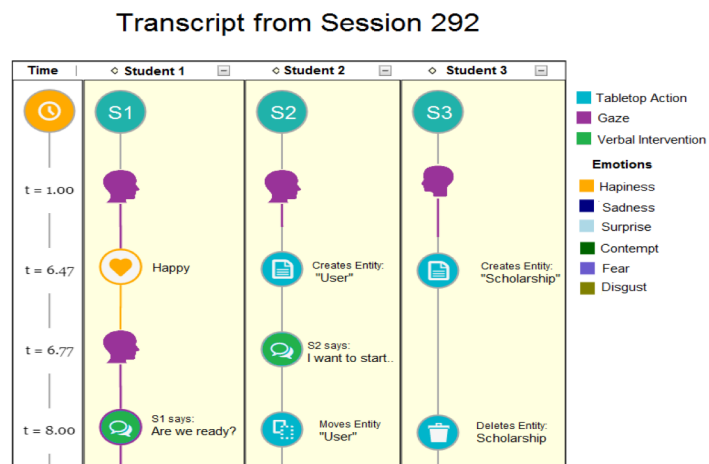 Transcript from Session 292
Time
Student 1
Student 2
Student 3
S1
S2
S3
Tabletop Action
Gaze
Verbal Intervention
Emotions
Hapiness
Sadness
Surprise
Contempt
Fear
Disgust
t = 1.00
t = 6.47
Happy
Creates Entity:
"User"
Creates Entity:
"Scholarship"
t = 6.77
S2 says:
I want to start..
t = 8.00
S1 says:
Are we ready?
Moves Entity
"User"
Deletes Entity:
Scholarship